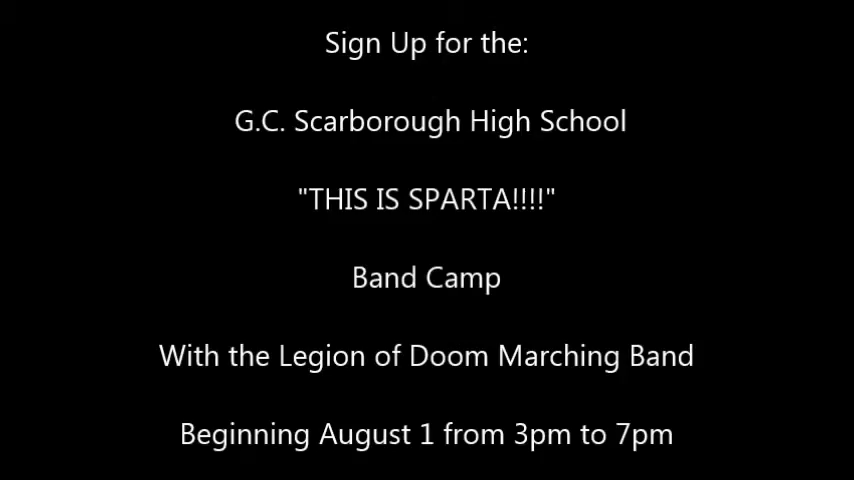 Sign Up for the:
G.C. Scarborough High School
"THIS IS SPARTA!!!!"
Band Camp
With the Legion of Doom Marching Band
Beginning August 1 from 3pm to 7pm